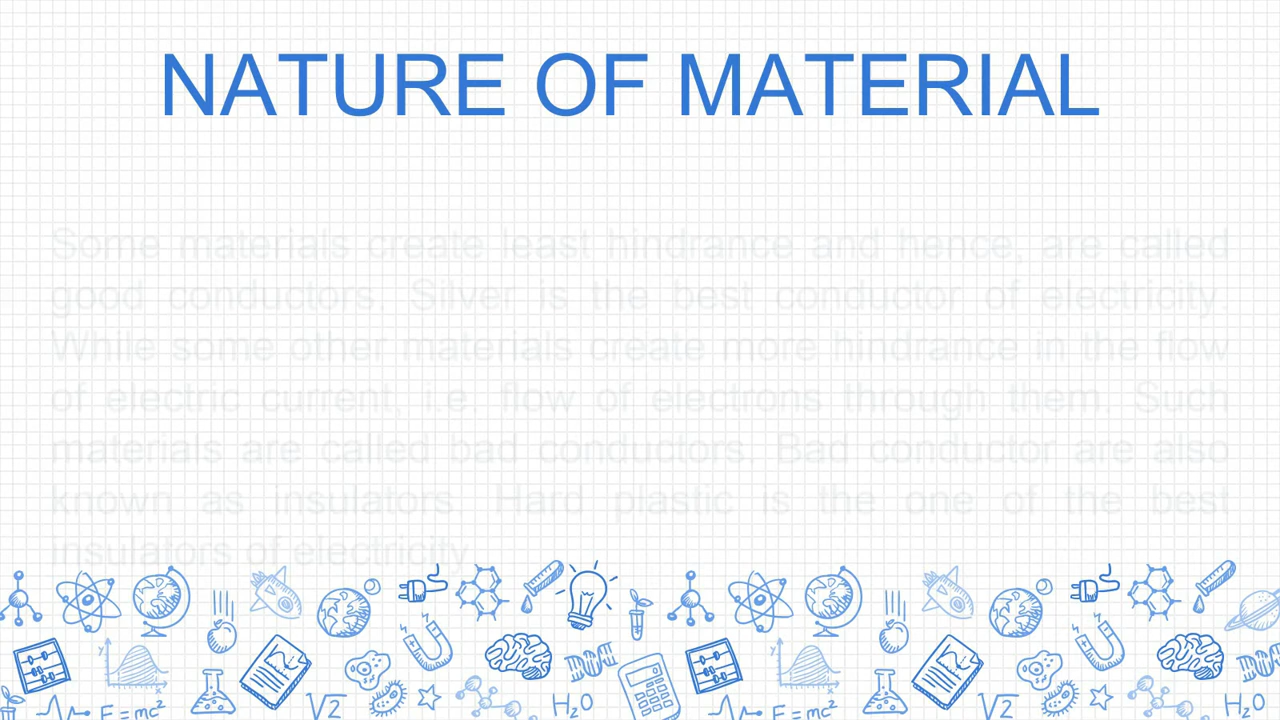 NATURE OF MATERIAL
Some materials create least hindrance and hence, are called
good conductors. Silver is the best conductor of electricity.
While some other materials create more hindrance in the flow
of electric current, i.e. flow of electrons through them. Such
materials are called bad conductors. Bad conductor are also
known as insulators. Hard plastic is the one of the best
insulators of electricity.
y
x
y
x
√2
E=mc²
H₂O
√2
E=mc²
H₂O